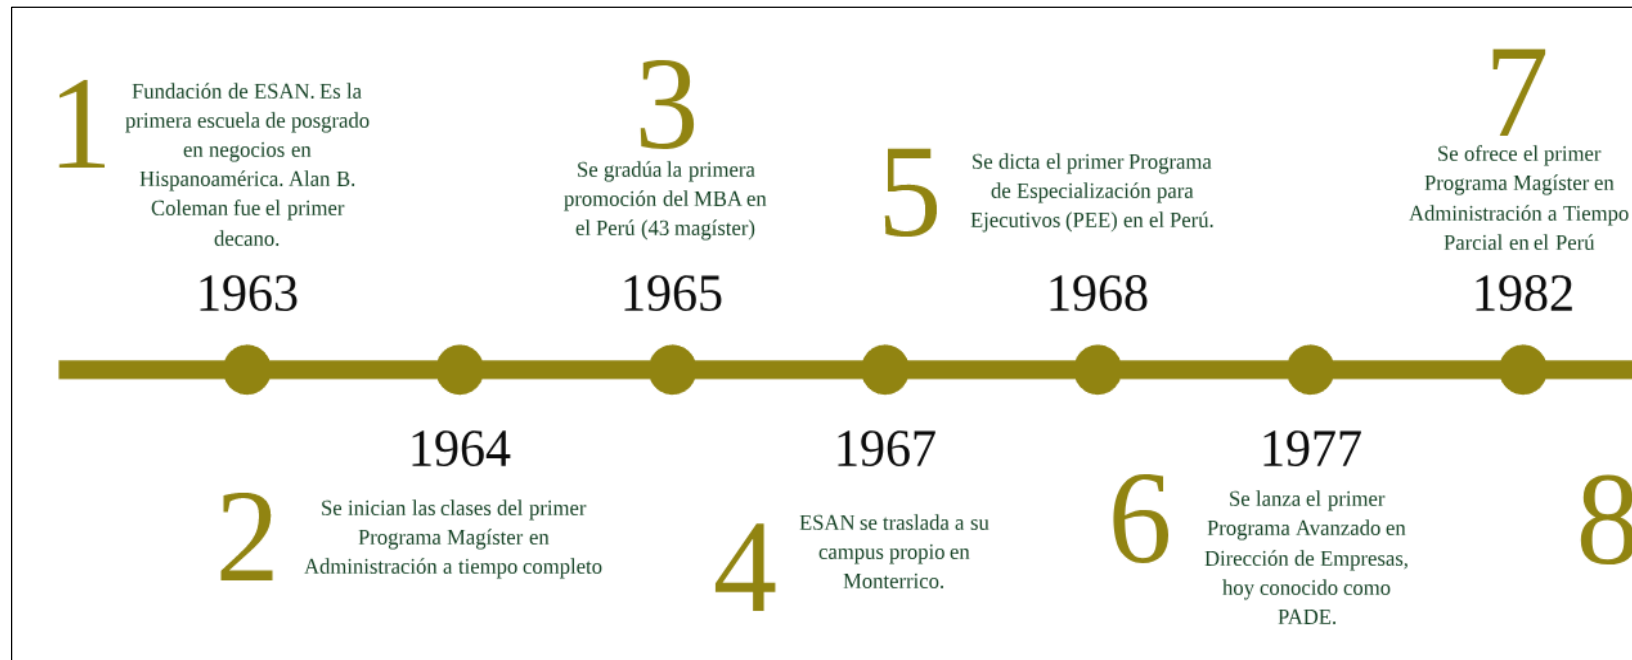 1
Fundación de ESAN. Es la
primera escuela de posgrado
en negocios en
Hispanoamérica. Alan B.
Coleman fue el primer
decano.
1963
2
1964
Se inician las clases del primer
Programa Magíster en
Administración a tiempo completo
3
Se gradúa la primera
promoción del MBA en
el Perú (43 magíster)
1965
4
1967
ESAN se traslada a su
campus propio en
Monterrico.
5
Se dicta el primer Programa
de Especialización para
Ejecutivos (PEE) en el Perú.
1968
6
1977
Se lanza el primer
Programa Avanzado en
Dirección de Empresas,
hoy conocido como
PADE.
7
Se ofrece el primer
Programa Magíster en
Administración a Tiempo
Parcial en el Perú
1982
8